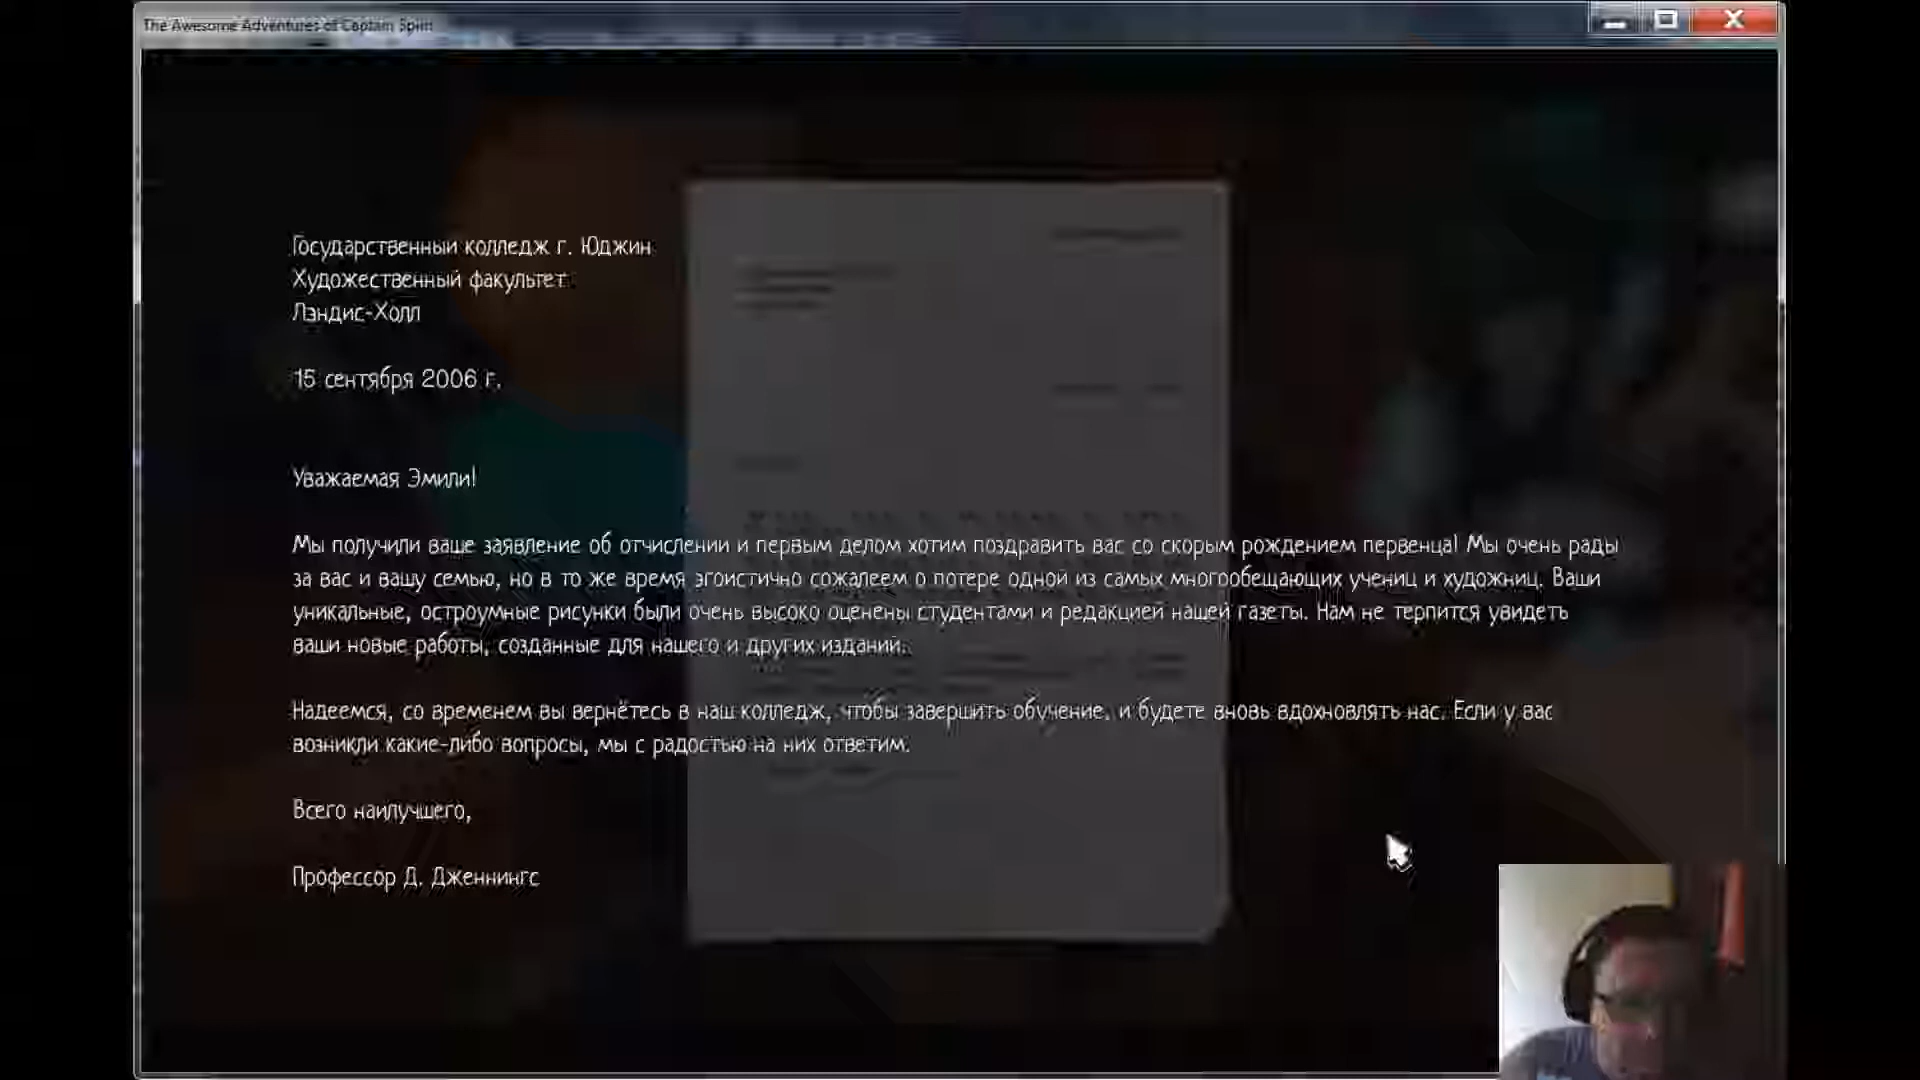 The Awesome Adventures of Captain Spirit
Государственный колледж г. Юджин
Художественный факультет
Лэндис-Холл
15 сентября 2006 г.
Уважаемая Эмили!
Мы получили ваше заявление об отчислении и первым делом хотим поздравить вас со скорым рождением первенца! Мы очень рады
за вас и вашу семью, но в то же время эгоистично сожалеем о потере одной из самых многообещающих учениц и художниц. Ваши
уникальные, остроумные рисунки были очень высоко оценены студентами и редакцией нашей газеты. Нам не терпится увидеть
ваши новые работы, созданные для нашего и других изданий.
Надеемся, со временем вы вернётесь в наш колледж, чтобы завершить обучение, и будете вновь вдохновлять нас. Если у вас
возникли какие-либо вопросы, мы с радостью на них ответим.
Всего наилучшего,
Профессор Д. Дженнингс